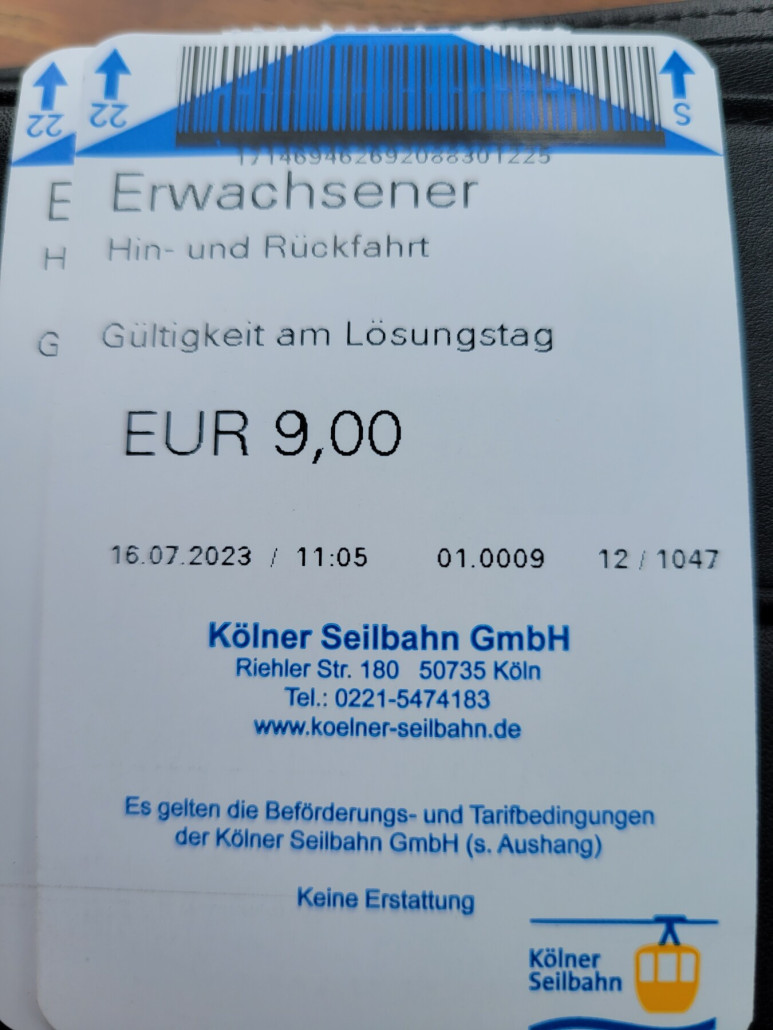 22 22 S
E Erwachsener
H Hin- und Rückfahrt
G Gültigkeit am Lösungstag
EUR 9,00
16.07.2023 / 11:05 01.0009 12 / 1047
Kölner Seilbahn GmbH
Riehler Str. 180 50735 Köln
Tel.: 0221-5474183
www.koelner-seilbahn.de
Es gelten die Beförderungs- und Tarifbedingungen
der Kölner Seilbahn GmbH (s. Aushang)
Keine Erstattung
Kölner
Seilbahn